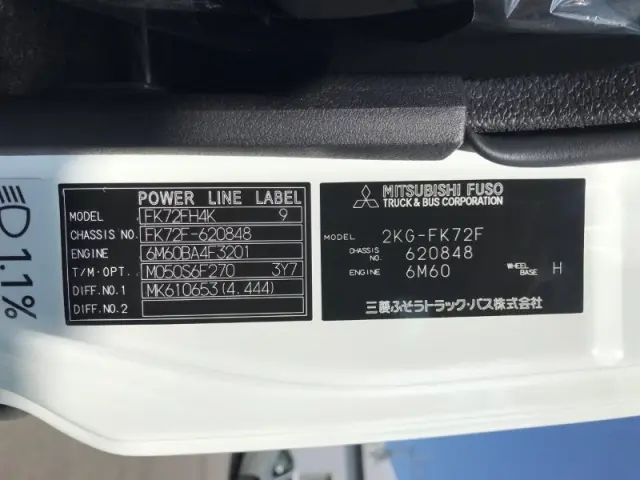 1.1%
POWER LINE LABEL
MODEL FK72FH4K 9
CHASSIS NO. FK72F-620848
ENGINE 6M60BA4F3201
T/M·OPT. M050S6F270 3Y7
DIFF.NO.1 MK610653(4.444)
DIFF.NO.2
MITSUBISHI FUSO
TRUCK & BUS CORPORATION
MODEL 2KG-FK72F
CHASSIS NO. 620848
ENGINE 6M60 WHEEL BASE H
三菱ふそうトラック・バス株式会社